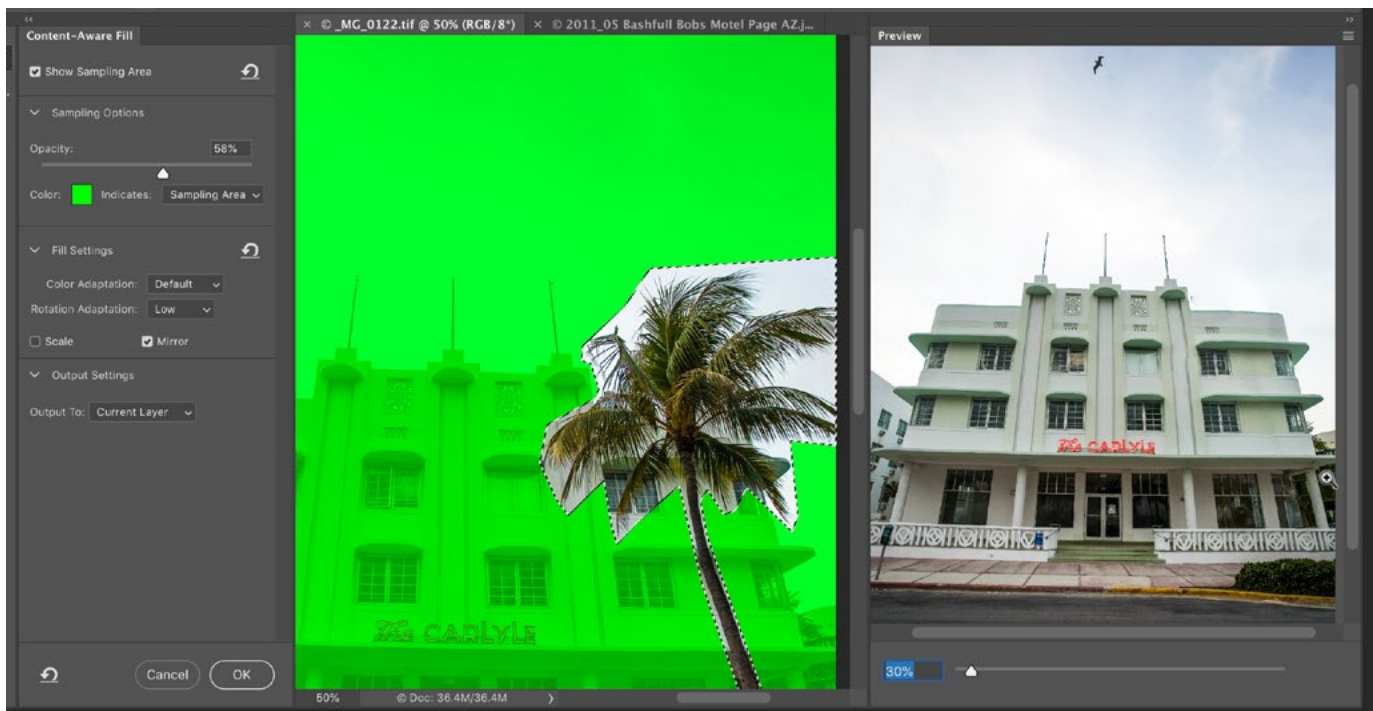 Content-Aware Fill
Show Sampling Area
Sampling Options
Opacity:
58%
Color:
Indicates:
Sampling Area
Fill Settings
Color Adaptation:
Default
Rotation Adaptation:
Low
Scale
Mirror
Output Settings
Output To:
Current Layer
Cancel
OK
× © _MG_0122.tif @ 50% (RGB/8*)
× © 2011_05 Bashfull Bobs Motel Page AZ.j...
The CARLYLE
50%
© Doc: 36.4M/36.4M
Preview
The CARLYLE
30%